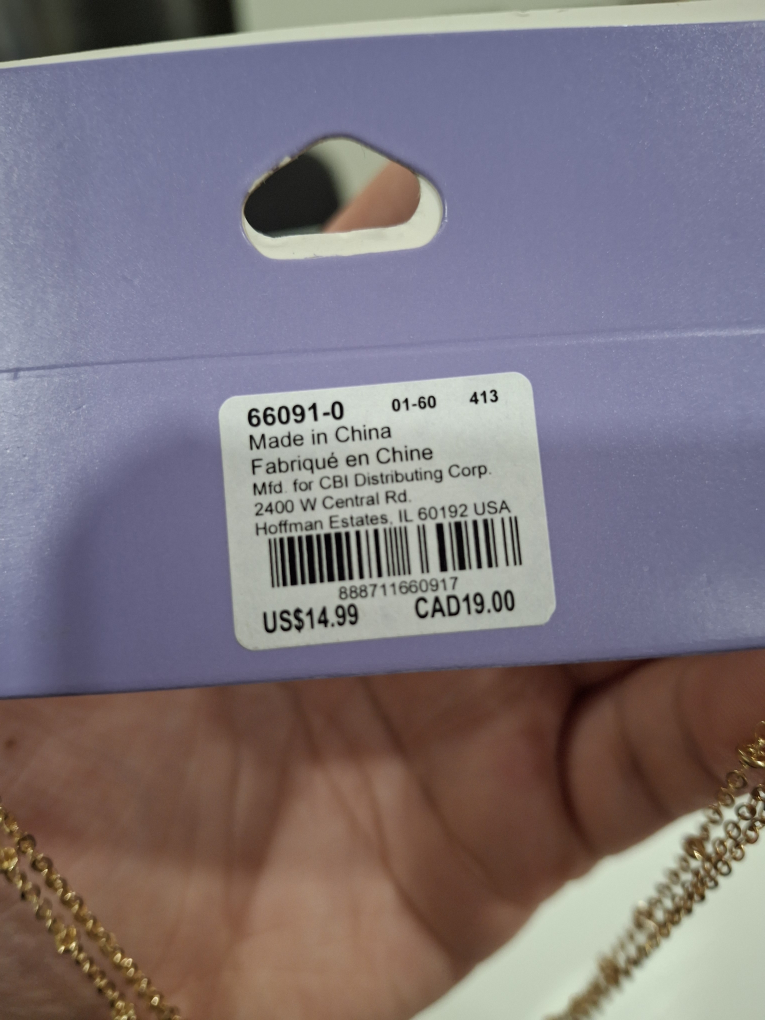 66091-0 01-60 413
Made in China
Fabriqué en Chine
Mfd. for CBI Distributing Corp.
2400 W Central Rd.
Hoffman Estates, IL 60192 USA
888711660917
US$14.99 CAD19.00